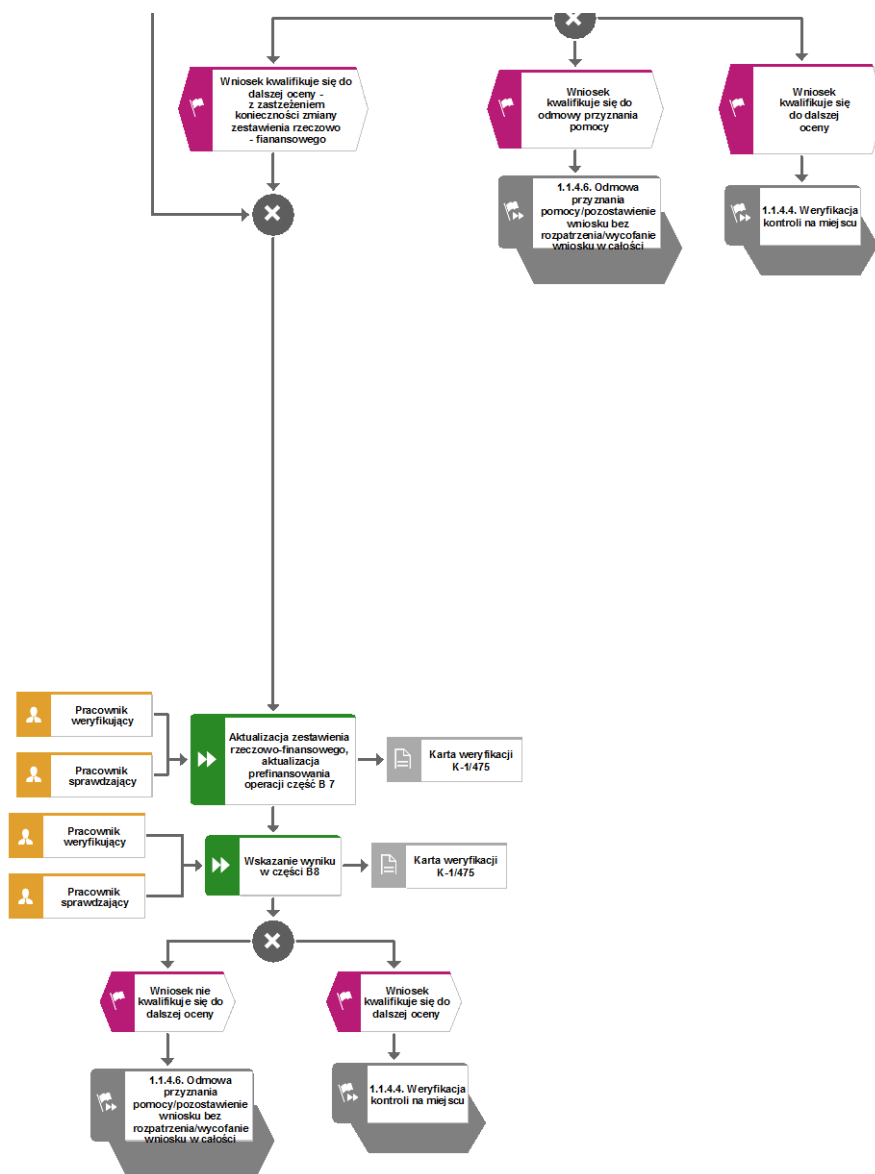 Wniosek kwalifikuje się do
dalszej oceny -
z zastzeżeniem
konieczności zmiany
zestawienia rzeczowo
- fianansowego
Wniosek
kwalifikuje się do
odmowy przyznania
pomocy
Wniosek
kwalifikuje się
do dalszej
oceny
1.1.4.6. Odmowa
przyznania
pomocy/pozostawienie
wniosku bez
rozpatrzenia/wycofanie
wniosku w całości
1.1.4.4. Weryfikacja
kontroli na miejscu
Pracownik
weryfikujący
Pracownik
sprawdzający
Aktualizacja zestawienia
rzeczowo-finansowego,
aktualizacja
prefinansowania
operacji część B 7
Karta weryfikacji
K-1/475
Pracownik
weryfikujący
Pracownik
sprawdzający
Wskazanie wyniku
w części B8
Karta weryfikacji
K-1/475
Wniosek nie
kwalifikuje się do
dalszej oceny
Wniosek
kwalifikuje się do
dalszej oceny
1.1.4.6. Odmowa
przyznania
pomocy/pozostawienie
wniosku bez
rozpatrzenia/wycofanie
wniosku w całości
1.1.4.4. Weryfikacja
kontroli na miejscu